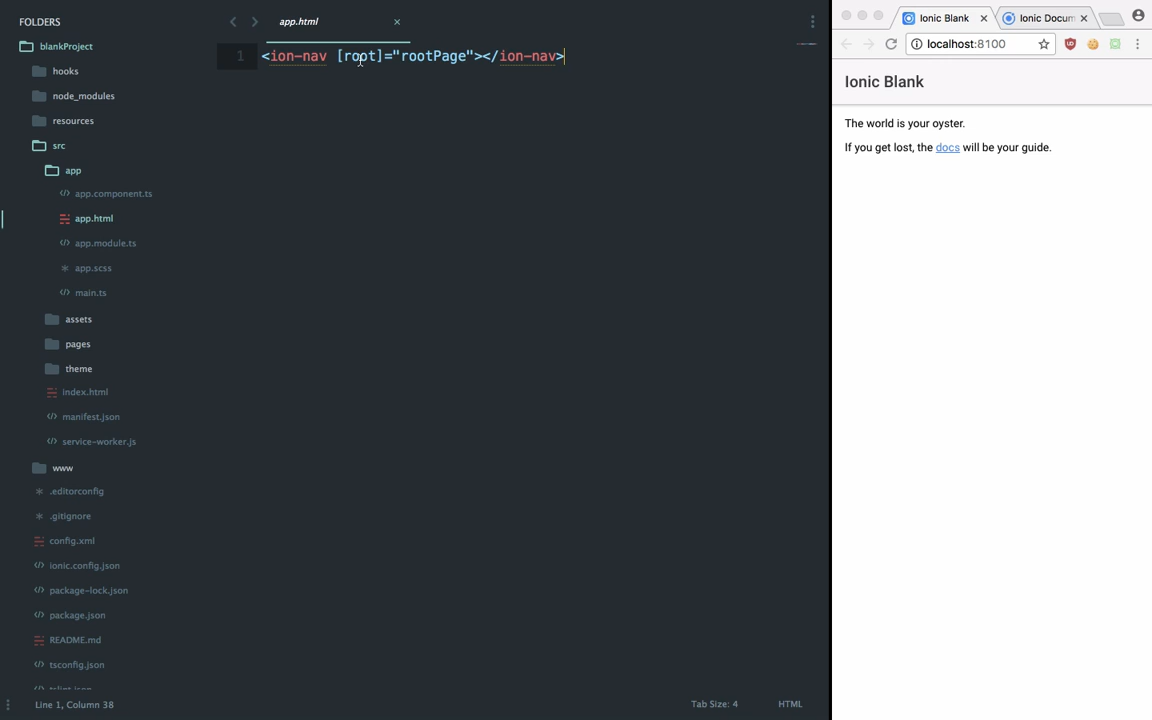 FOLDERS
blankProject
hooks
node_modules
resources
src
app
app.component.ts
app.html
app.module.ts
app.scss
main.ts
assets
pages
theme
index.html
manifest.json
service-worker.js
www
.editorconfig
.gitignore
config.xml
ionic.config.json
package-lock.json
package.json
README.md
tsconfig.json
tslint.json
app.html
1 <ion-nav [root]="rootPage"></ion-nav>
Line 1, Column 38
Tab Size: 4
HTML
Ionic Blank
Ionic Docum
localhost:8100
Ionic Blank
The world is your oyster.
If you get lost, the docs will be your guide.